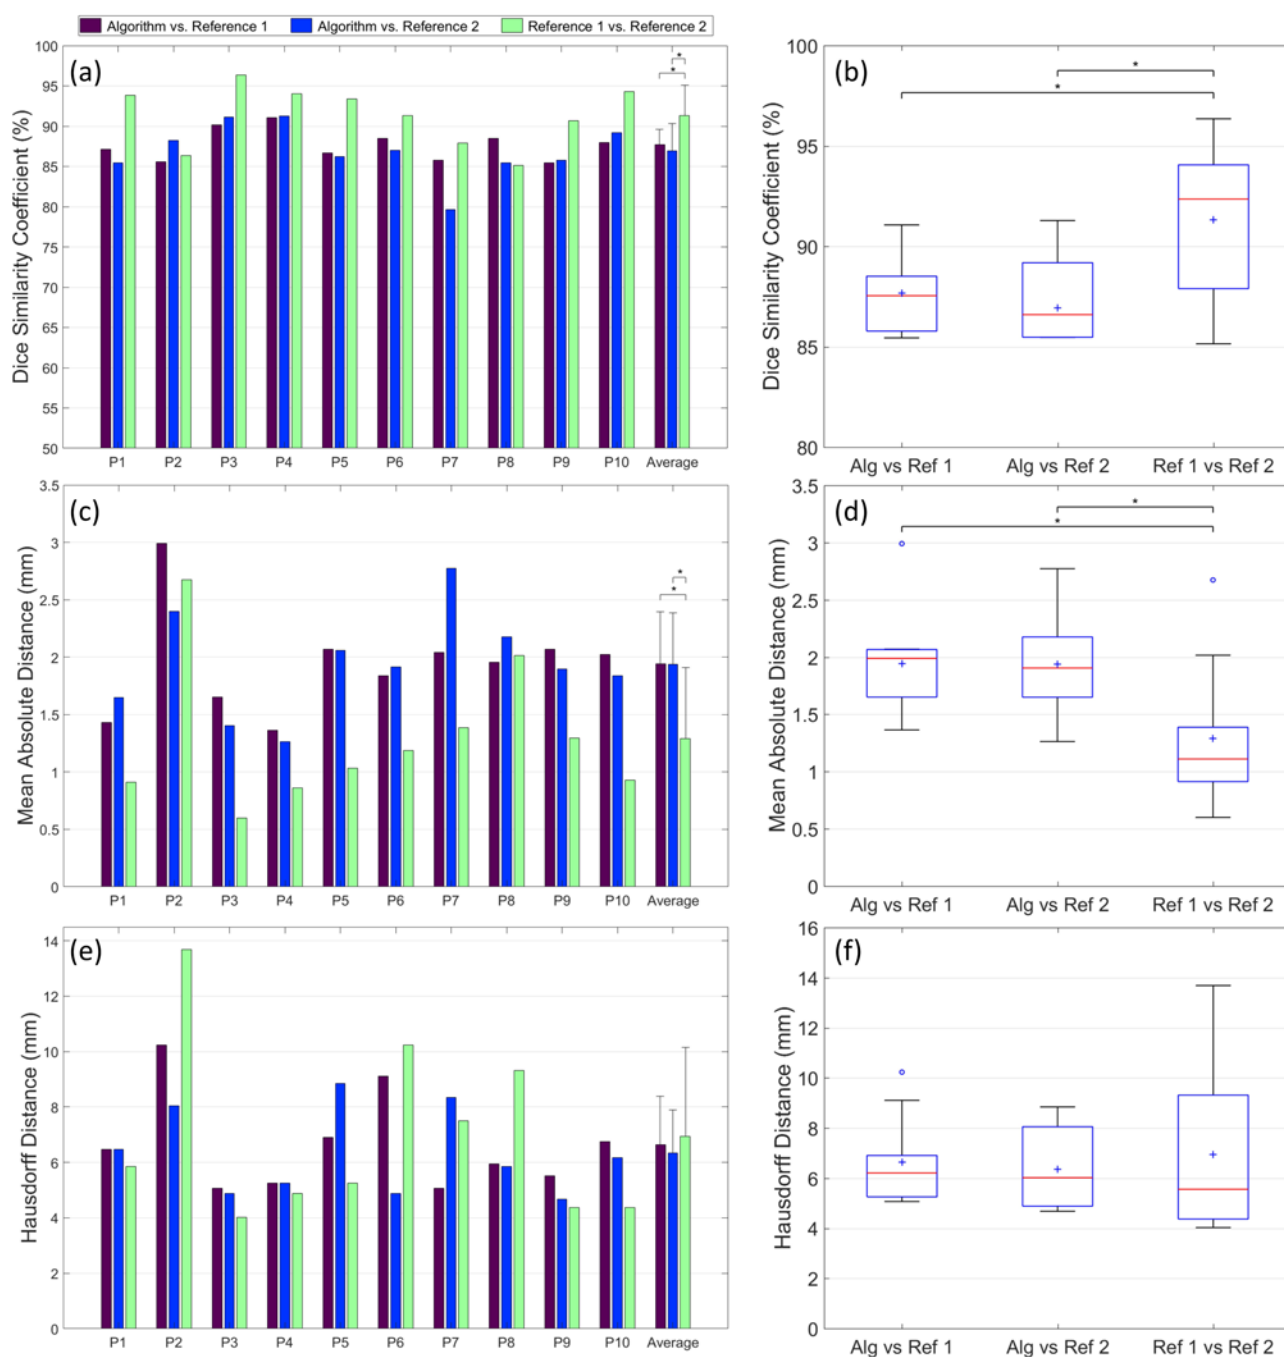 Algorithm vs. Reference 1 Algorithm vs. Reference 2 Reference 1 vs. Reference 2
(a)
Dice Similarity Coefficient (%)
100
95
90
85
80
75
70
65
60
55
50
* *
P1 P2 P3 P4 P5 P6 P7 P8 P9 P10 Average
(b)
Dice Similarity Coefficient (%)
100
95
90
85
80
* *
Alg vs Ref 1 Alg vs Ref 2 Ref 1 vs Ref 2
(c)
Mean Absolute Distance (mm)
3.5
3
2.5
2
1.5
1
0.5
0
* *
P1 P2 P3 P4 P5 P6 P7 P8 P9 P10 Average
(d)
Mean Absolute Distance (mm)
3.5
3
2.5
2
1.5
1
0.5
0
* *
Alg vs Ref 1 Alg vs Ref 2 Ref 1 vs Ref 2
(e)
Hausdorff Distance (mm)
14
12
10
8
6
4
2
0
P1 P2 P3 P4 P5 P6 P7 P8 P9 P10 Average
(f)
Hausdorff Distance (mm)
16
14
12
10
8
6
4
2
0
Alg vs Ref 1 Alg vs Ref 2 Ref 1 vs Ref 2